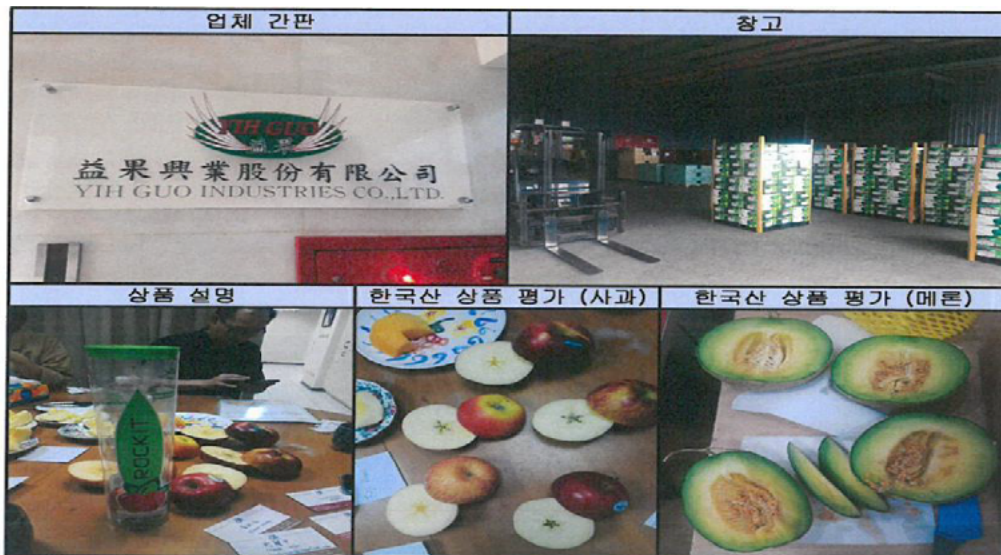 업체 간판
창고
YIH GUO
益果
益果興業股份有限公司
YIH GUO INDUSTRIES CO.,LTD.
상품 설명
한국산 상품 평가 (사과)
한국산 상품 평가 (메론)
ROCKIT